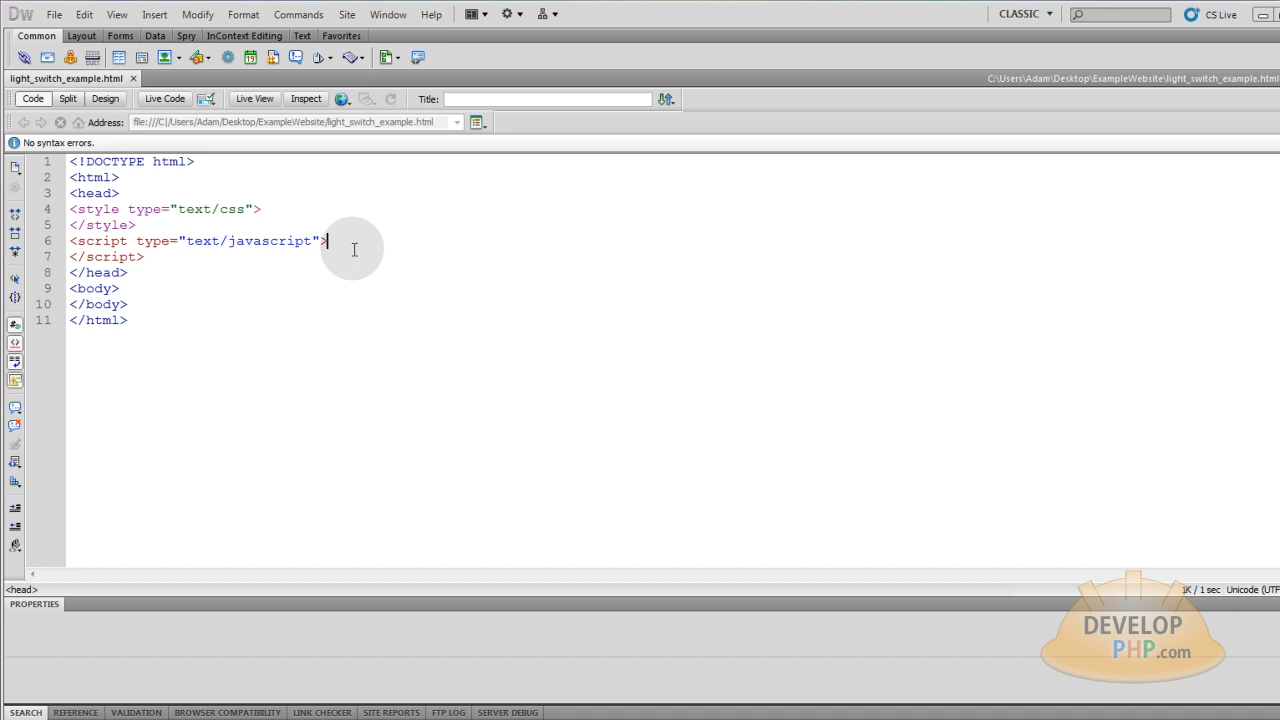 Dw File Edit View Insert Modify Format Commands Site Window Help CLASSIC CS Live
Common Layout Forms Data Spry InContext Editing Text Favorites
light_switch_example.html × C:\Users\Adam\Desktop\ExampleWebsite\light_switch_example.html
Code Split Design Live Code Live View Inspect Title:
Address: file:///C|/Users/Adam/Desktop/ExampleWebsite/light_switch_example.html
No syntax errors.
1 <!DOCTYPE html>
2 <html>
3 <head>
4 <style type="text/css">
5 </style>
6 <script type="text/javascript">
7 </script>
8 </head>
9 <body>
10 </body>
11 </html>
<head> 1K / 1 sec Unicode (UTF
PROPERTIES
DEVELOP
PHP.com
SEARCH REFERENCE VALIDATION BROWSER COMPATIBILITY LINK CHECKER SITE REPORTS FTP LOG SERVER DEBUG